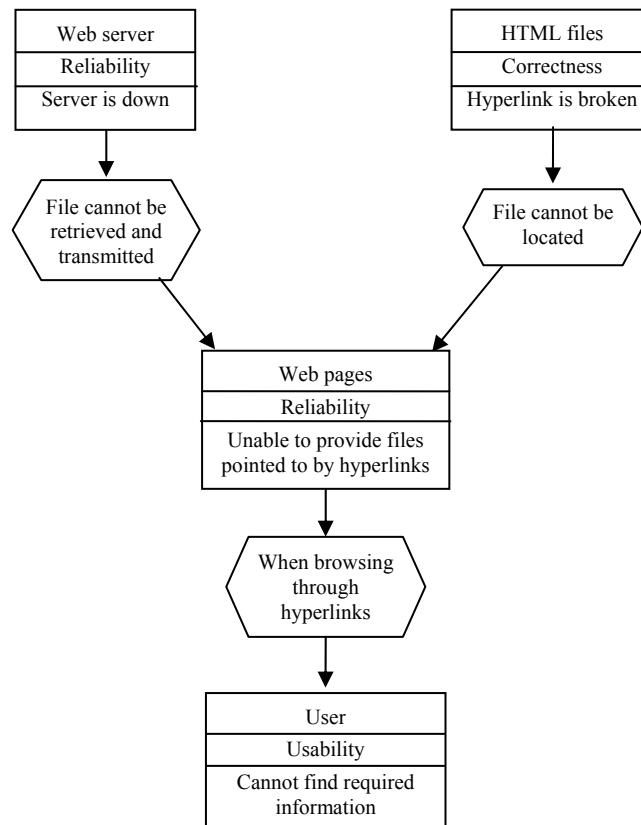 Web server
Reliability
Server is down
HTML files
Correctness
Hyperlink is broken
File cannot be
retrieved and
transmitted
File cannot be
located
Web pages
Reliability
Unable to provide files
pointed to by hyperlinks
When browsing
through
hyperlinks
User
Usability
Cannot find required
information